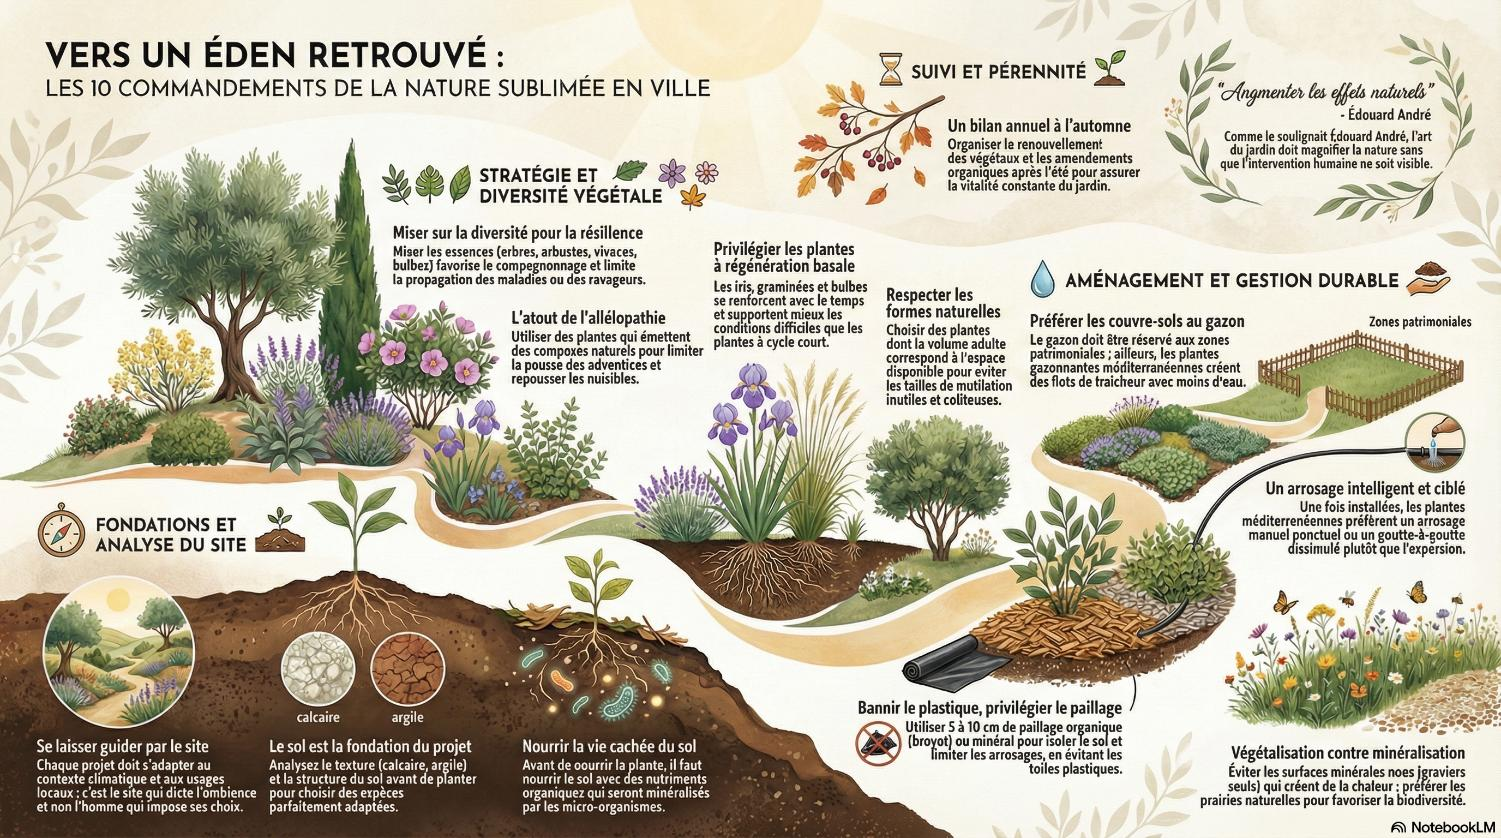 VERS UN ÉDEN RETROUVÉ :
LES 10 COMMANDEMENTS DE LA NATURE SUBLIMÉE EN VILLE
STRATÉGIE ET
DIVERSITÉ VÉGÉTALE
Miser sur la diversité pour la résillence
Miser les essences (erbres, arbustes, vivaces,
bulbez) favorise le compegnonnage et limite
la propagation des maladies ou des ravageurs.
L'atout de l'allélopathie
Utiliser des plantes qui émettent
des compoxes naturels pour limiter
la pousse des adventices et
repousser les nuisibles.
Privilégier les plantes
à régénération basale
Les iris, graminées et bulbes
se renforcent avec le temps
et supportent mieux les
conditions difficiles que les
plantes à cycle court.
Respecter les
formes naturelles
Choisir des plantes
dont la volume adulte
correspond à l'espace
disponible pour eviter
les tailles de mutilation
inutiles et coliteuses.
SUIVI ET PÉRENNITÉ
Un bilan annuel à l'automne
Organiser le renouvellement
des végétaux et les amendements
organiques après l'été pour assurer
la vitalité constante du jardin.
"Angmenter les effets naturels"
- Édouard André
Comme le soulignait Édouard André, l'art
du jardin doit magnifier la nature sans
que l'intervention humaine ne soit visible.
AMÉNAGEMENT ET GESTION DURABLE
Préférer les couvre-sols au gazon
Le gazon doit être réservé aux zones
patrimoniales ; ailleurs, les plantes
gazonnantes móditerranéennes créent
des flots de traicheur avec moins d'eau.
Zones patrimoniales
Un arrosage intelligent et ciblé
Une fois installées, les plantes
méditerrenéennes préfèrent un arrosage
manuel ponctuel ou un goutte-à-goutte
dissimulé plutôt que l'expersion.
Bannir le plastique, privilégier le paillage
Utiliser 5 à 10 cm de paillage organique
(broyot) ou minéral pour isoler le sol et
limiter les arrosages, en évitant les
toiles plastiques.
Végétalisation contre minéralisation
Éviter les surfaces minérales noes jgraviers
seuls) qui créent de la chaleur ; préférer les
prairies naturelles pour favoriser la biodiversité.
FONDATIONS ET
ANALYSE DU SITE
Se laisser guider par le site
Chaque projet doit s'adapter au
contexte climatique et aux usages
locaux : c'est le site qui dicte l'ombience
et non l'homme qui impose ses choix.
calcaire
argile
Le sol est la fondation du projet
Analysez le texture (calcaire, argile)
et la structure du sol avant de planter
pour choisir des expèces
parfaitement adaptées.
Nourrir la vie cachée du sol
Avant de oourrir la plante, il faut
nourrir le sol avec des nutriments
organiquez qui seront minéralisés
par les micro-organismes.
NotebookLM